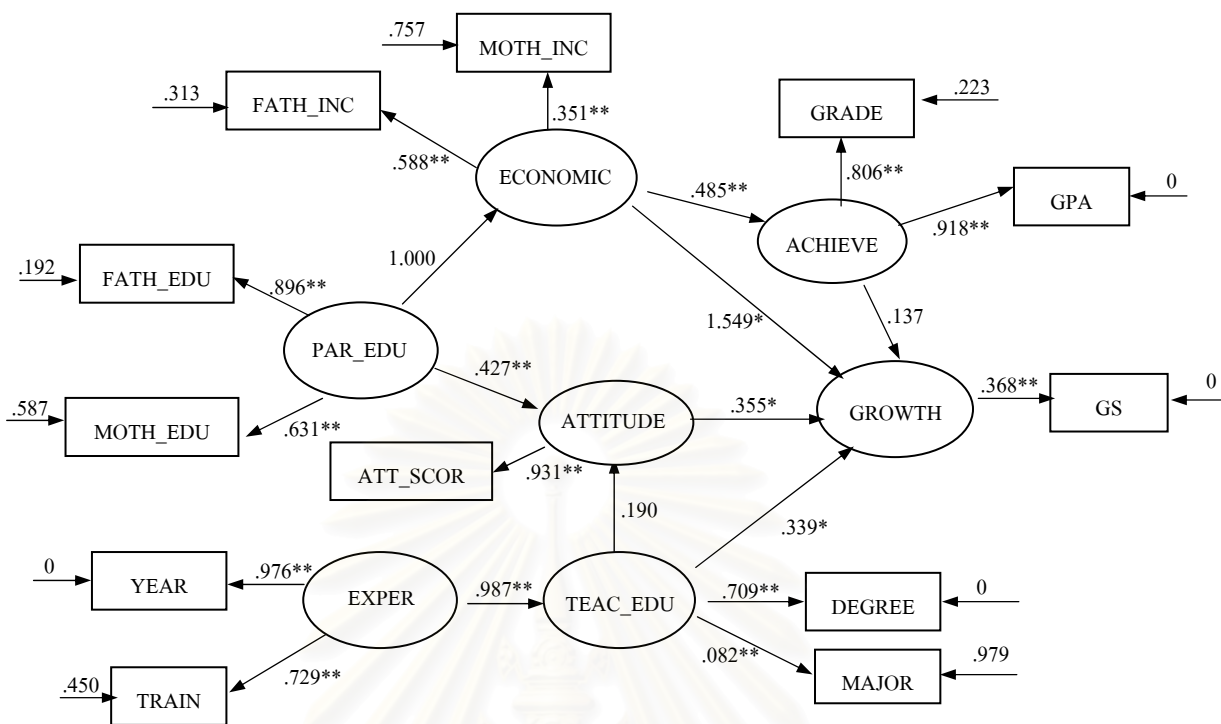 .757
MOTH_INC
.313
FATH_INC
.351**
.588**
GRADE
.223
.806**
ECONOMIC
.485**
GPA
0
.918**
ACHIEVE
.192
FATH_EDU
.896**
1.000
1.549*
.137
PAR_EDU
.427**
.587
MOTH_EDU
.631**
ATTITUDE
.355*
GROWTH
.368**
GS
0
ATT_SCOR
.931**
.190
.339*
0
YEAR
.976**
EXPER
.987**
TEAC_EDU
.709**
DEGREE
0
.082**
MAJOR
.979
.450
TRAIN
.729**